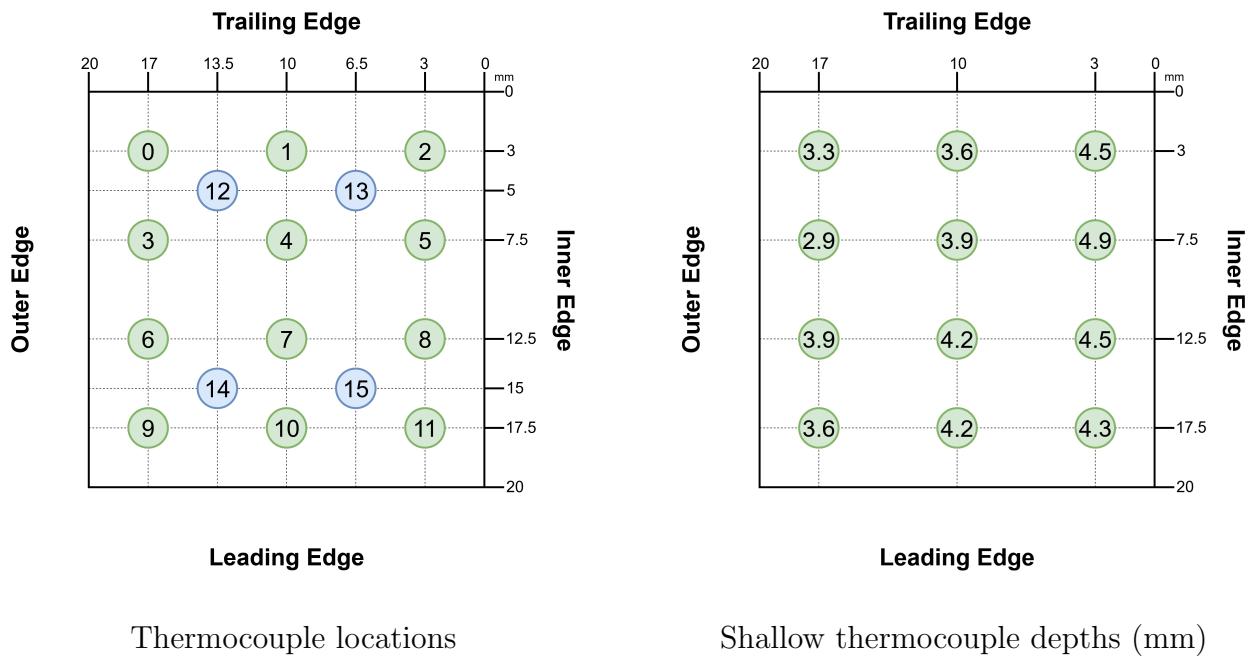 Trailing Edge
20 17 13.5 10 6.5 3 0
mm
0
0 1 2 3
12 13 5
3 4 5 7.5
Outer Edge
Inner Edge
6 7 8 12.5
14 15 15
9 10 11 17.5
20
Leading Edge
Thermocouple locations
Trailing Edge
20 17 10 3 0
mm
0
3.3 3.6 4.5 3
2.9 3.9 4.9 7.5
Outer Edge
Inner Edge
3.9 4.2 4.5 12.5
3.6 4.2 4.3 17.5
20
Leading Edge
Shallow thermocouple depths (mm)